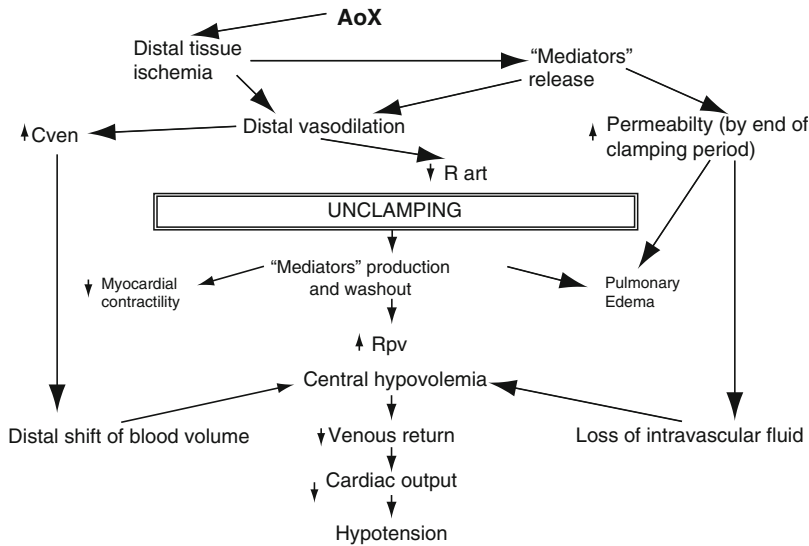 AoX
Distal tissue
ischemia
“Mediators”
release
Cven
Distal vasodilation
Permeabilty (by end of
clamping period)
R art
UNCLAMPING
“Mediators” production
and washout
Myocardial
contractility
Pulmonary
Edema
Rpv
Central hypovolemia
Distal shift of blood volume
Venous return
Loss of intravascular fluid
Cardiac output
Hypotension